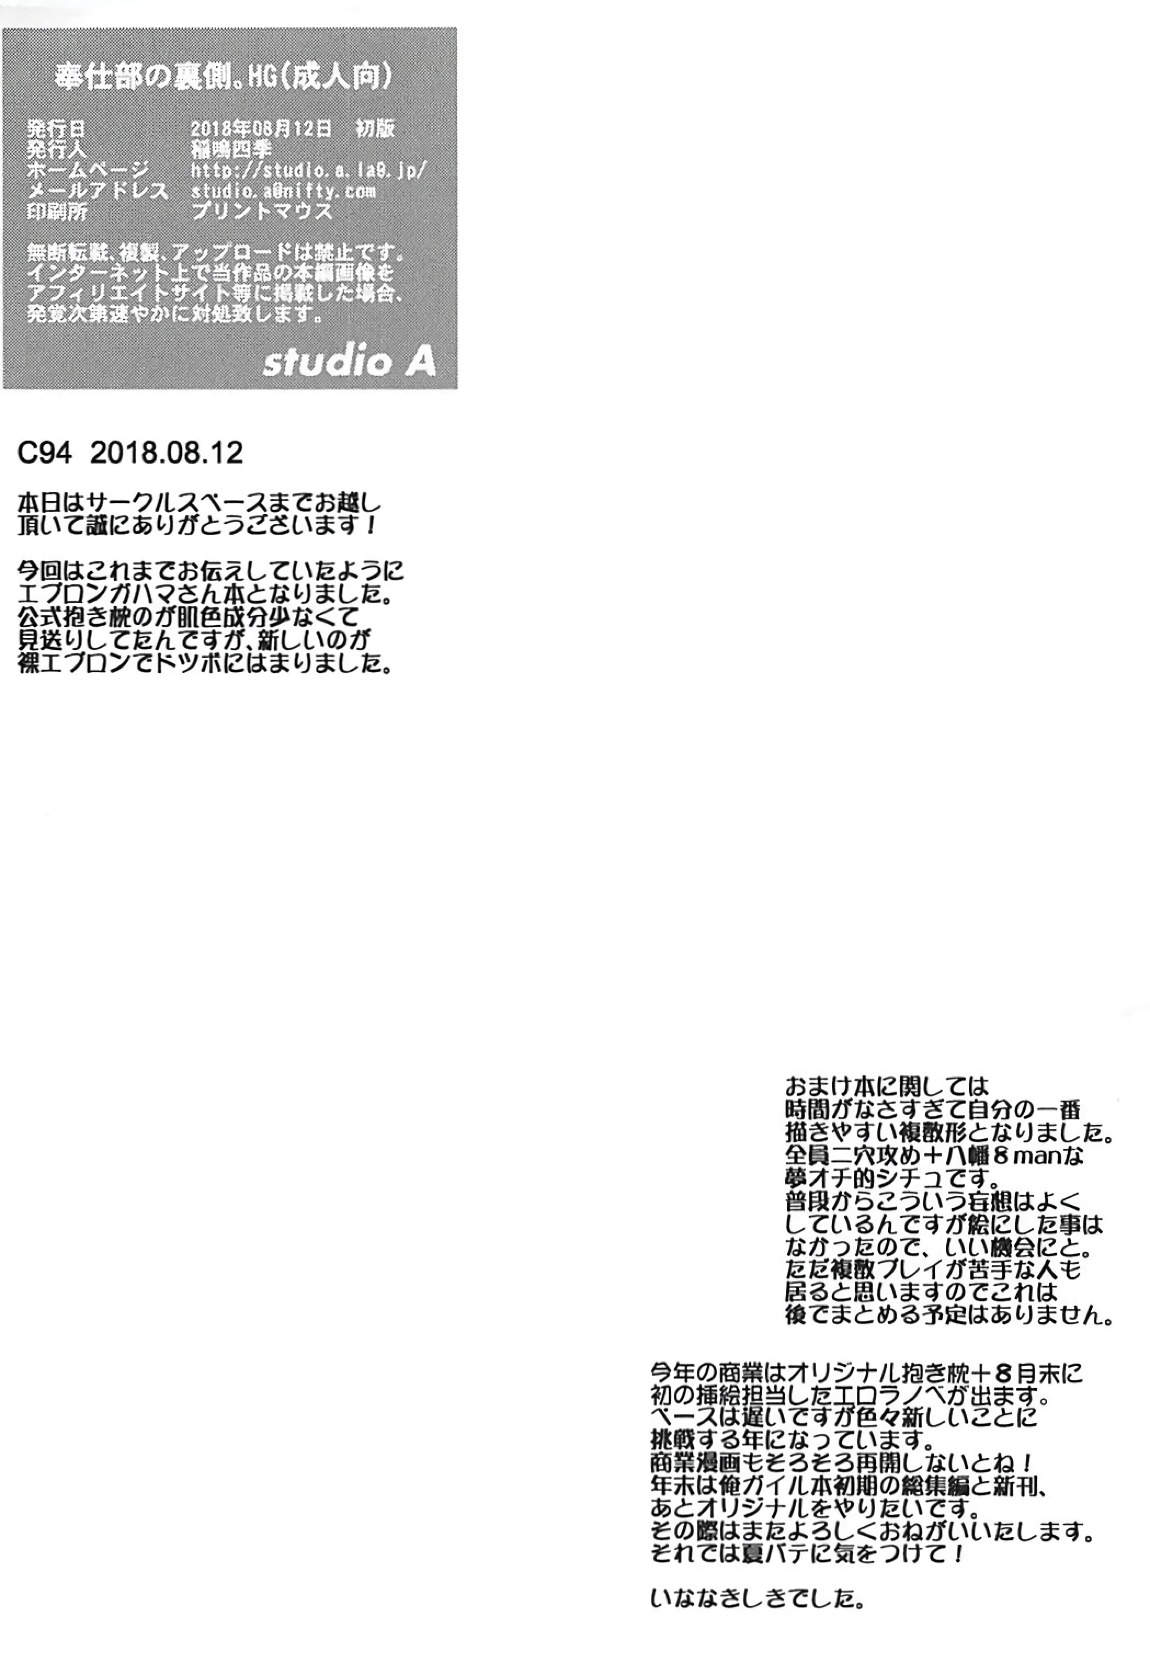 奉仕部の裏側。HG(成人向)
発行日 2018年08月12日 初版
発行人 稲鳴四季
ホームページ http://studio.a.la9.jp/
メールアドレス studio.a@nifty.com
印刷所 プリントマウス
無断転載、複製、アップロードは禁止です。
インターネット上で当作品の本編画像を
アフィリエイトサイト等に掲載した場合、
発覚次第速やかに対処致します。
studio A
C94 2018.08.12
本日はサークルスペースまでお越し
頂いて誠にありがとうございます!
今回はこれまでお伝えしていたように
エプロンガハマさん本となりました。
公式抱き枕のが肌色成分少なくて
見送りしてたんですが、新しいのが
裸エプロンでドツボにはまりました。
おまけ本に関しては
時間がなさすぎて自分の一番
描きやすい複数形となりました。
全員二穴攻め+八幡8manな
夢オチ的シチュです。
普段からこういう妄想はよく
しているんですが絵にした事は
なかったので、いい機会にと。
ただ複数プレイが苦手な人も
居ると思いますのでこれは
後でまとめる予定はありません。
今年の商業はオリジナル抱き枕+8月末に
初の挿絵担当したエロラノベが出ます。
ペースは遅いですが色々新しいことに
挑戦する年になっています。
商業漫画もそろそろ再開しないとね!
年末は俺ガイル本初期の総集編と新刊、
あとオリジナルをやりたいです。
その際はまたよろしくおねがいいたします。
それでは夏バテに気をつけて!
いななきしきでした。